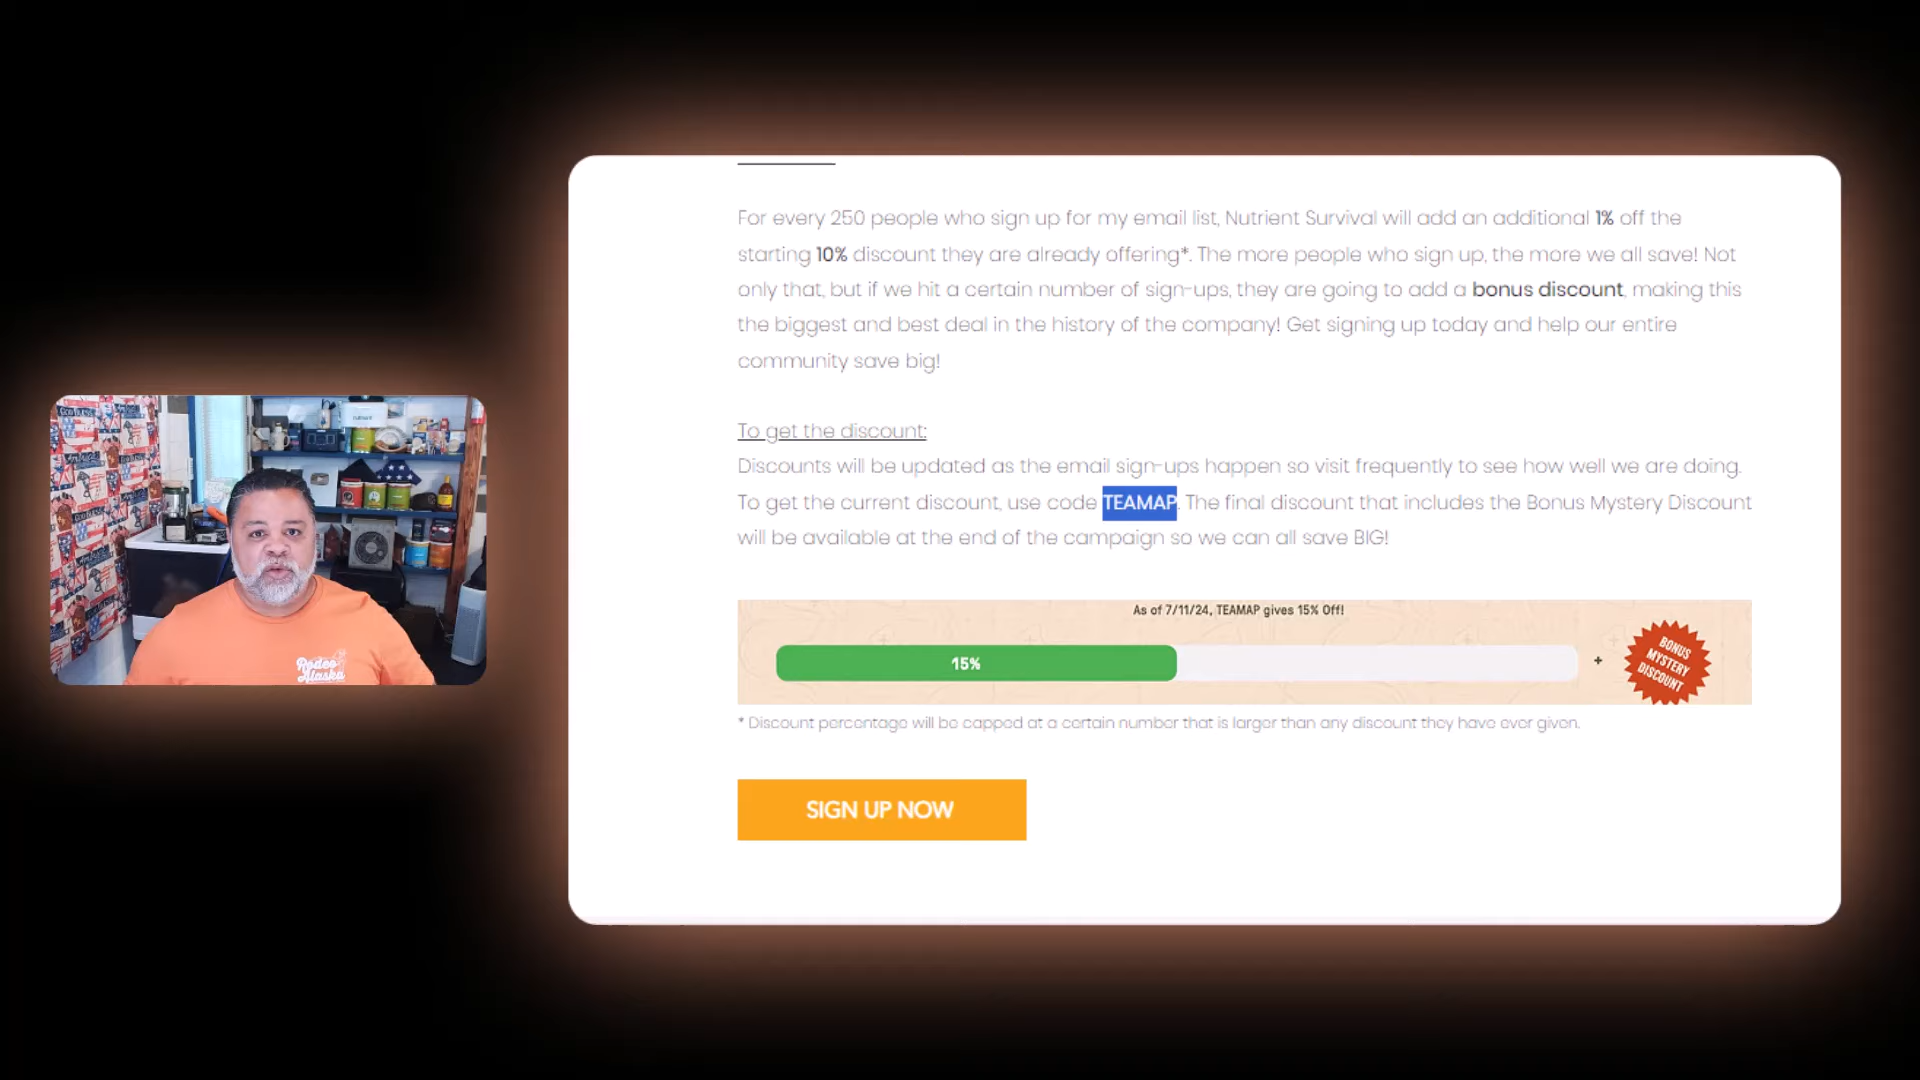 For every 250 people who sign up for my email list, Nutrient Survival will add an additional 1% off the
starting 10% discount they are already offering*. The more people who sign up, the more we all save! Not
only that, but if we hit a certain number of sign-ups, they are going to add a bonus discount, making this
the biggest and best deal in the history of the company! Get signing up today and help our entire
community save big!
To get the discount:
Discounts will be updated as the email sign-ups happen so visit frequently to see how well we are doing.
To get the current discount, use code TEAMAP. The final discount that includes the Bonus Mystery Discount
will be available at the end of the campaign so we can all save BIG!
As of 7/11/24, TEAMAP gives 15% Off!
15%
+
BONUS
MYSTERY
DISCOUNT
* Discount percentage will be capped at a certain number that is larger than any discount they have ever given.
SIGN UP NOW
Rodeo
Alaska